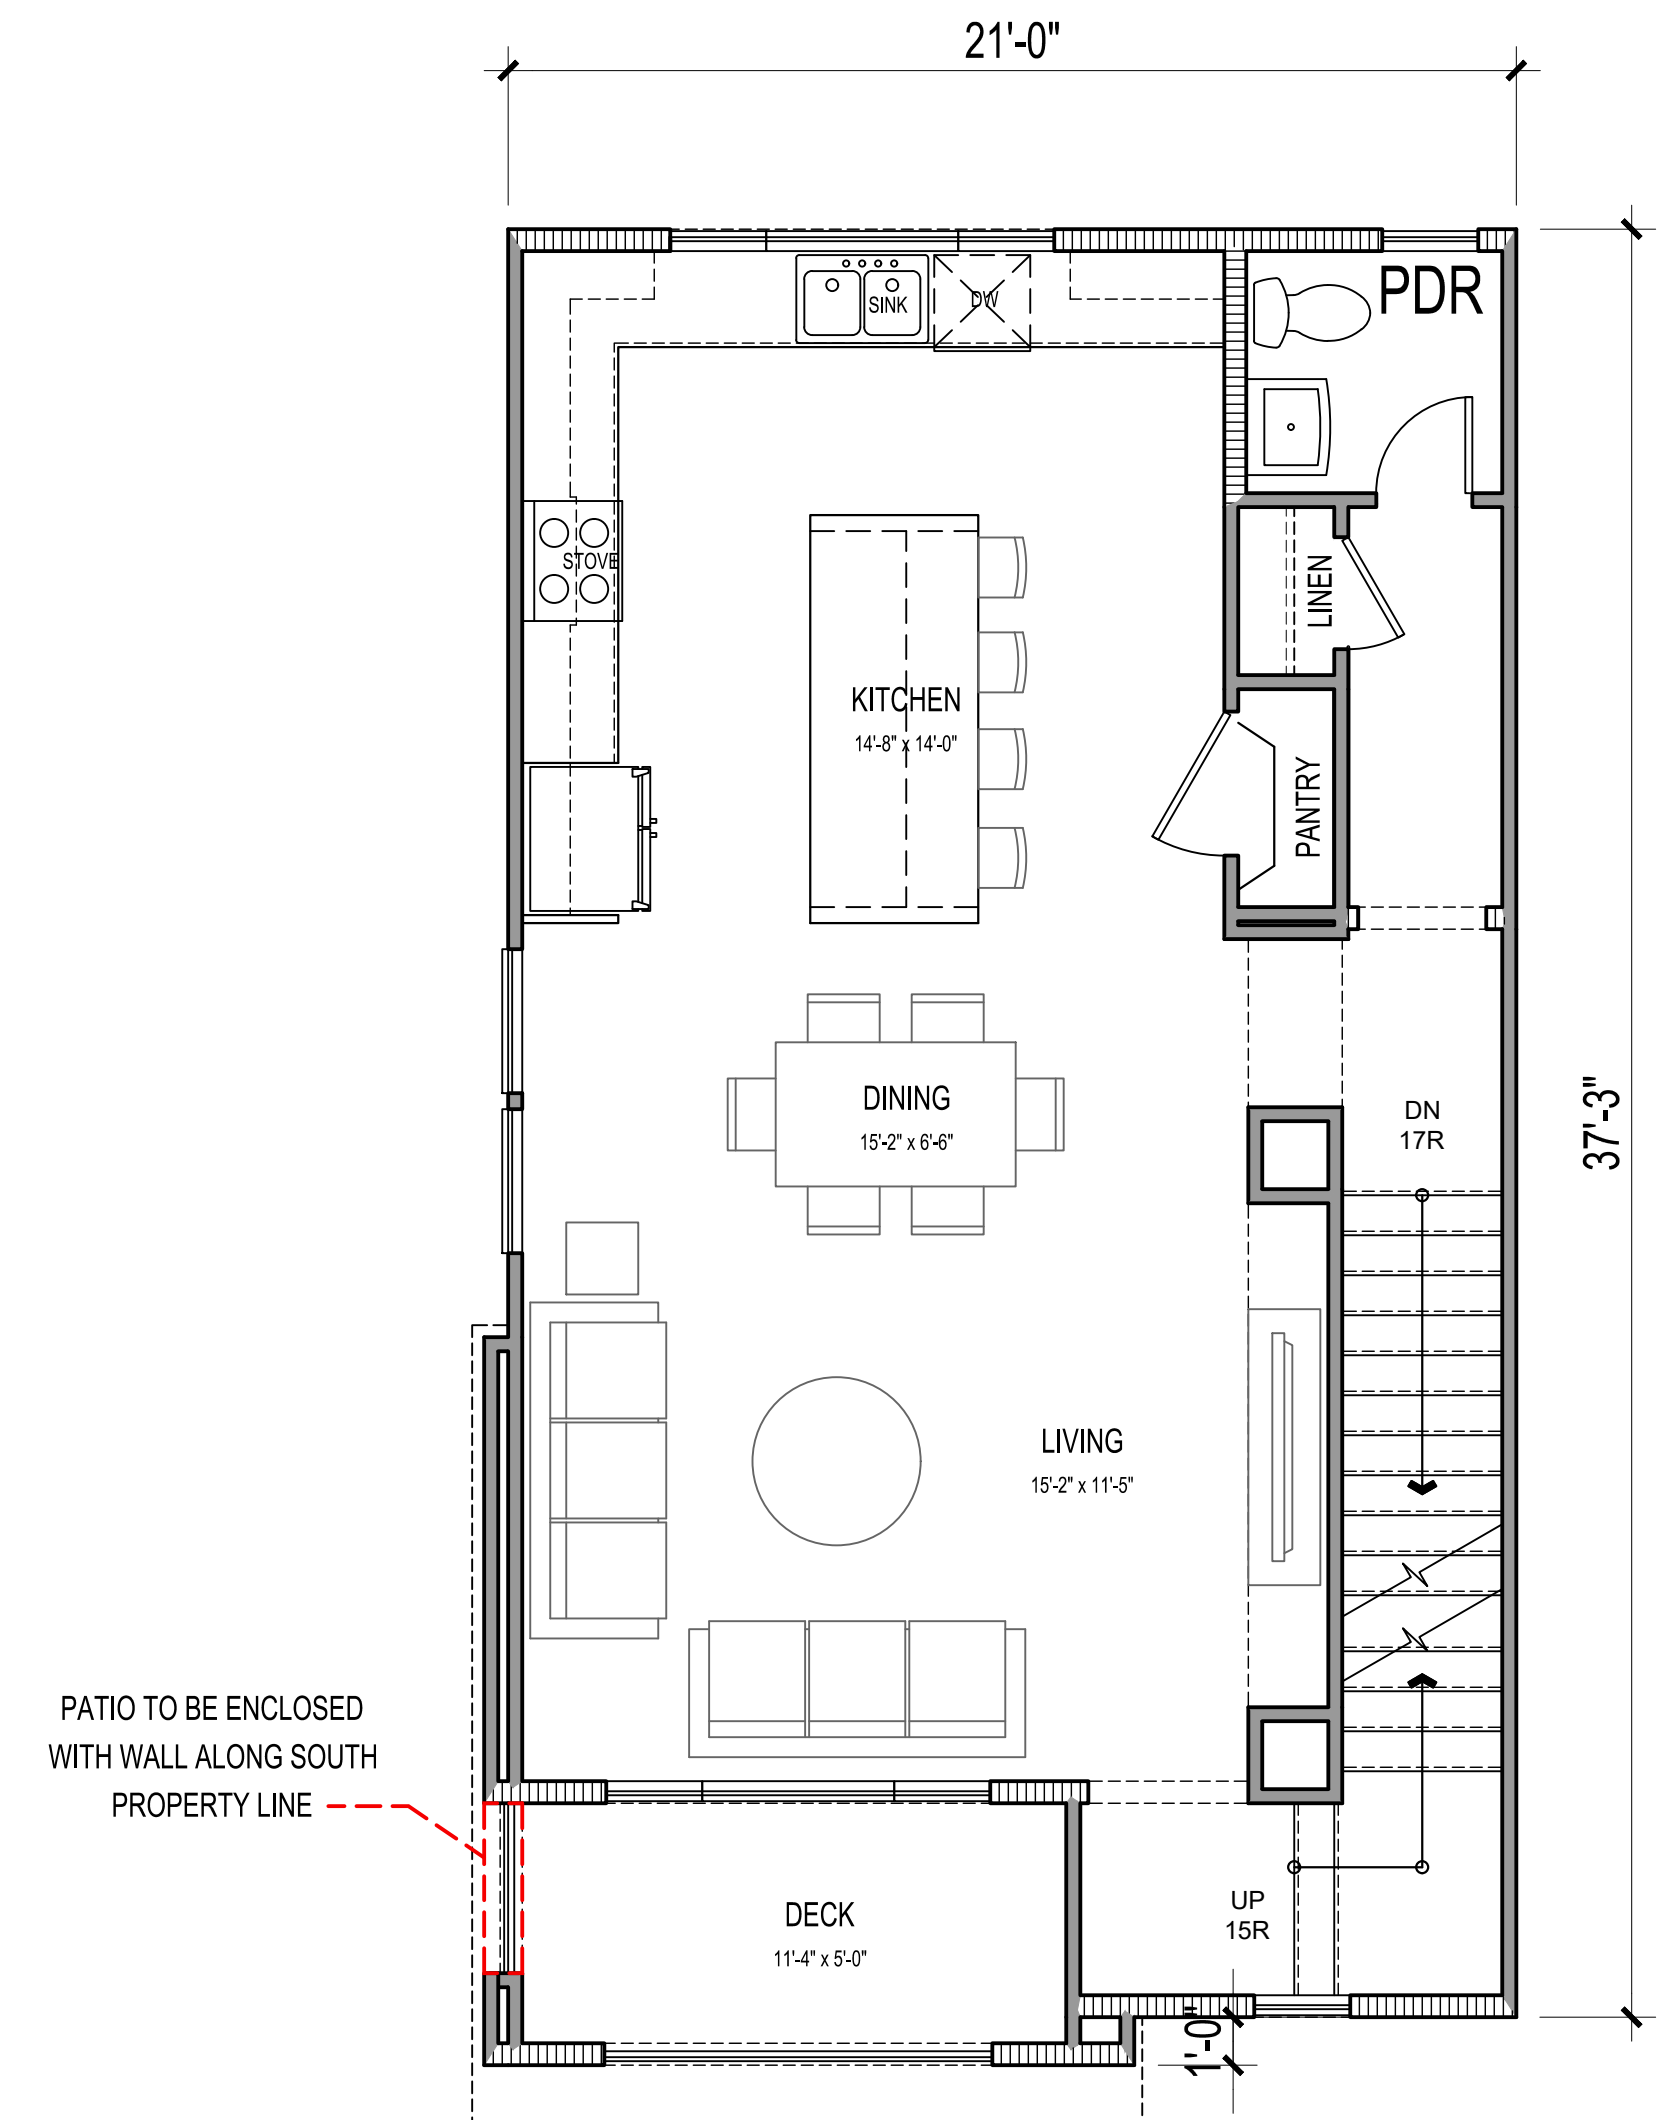 21'-0"
PDR
SINK
DW
STOVE
LINEN
KITCHEN
14'-8" x 14'-0"
PANTRY
DINING
15'-2" x 6'-6"
DN
17R
37'-3"
LIVING
15'-2" x 11'-5"
PATIO TO BE ENCLOSED
WITH WALL ALONG SOUTH
PROPERTY LINE
DECK
11'-4" x 5'-0"
UP
15R
1'-0"